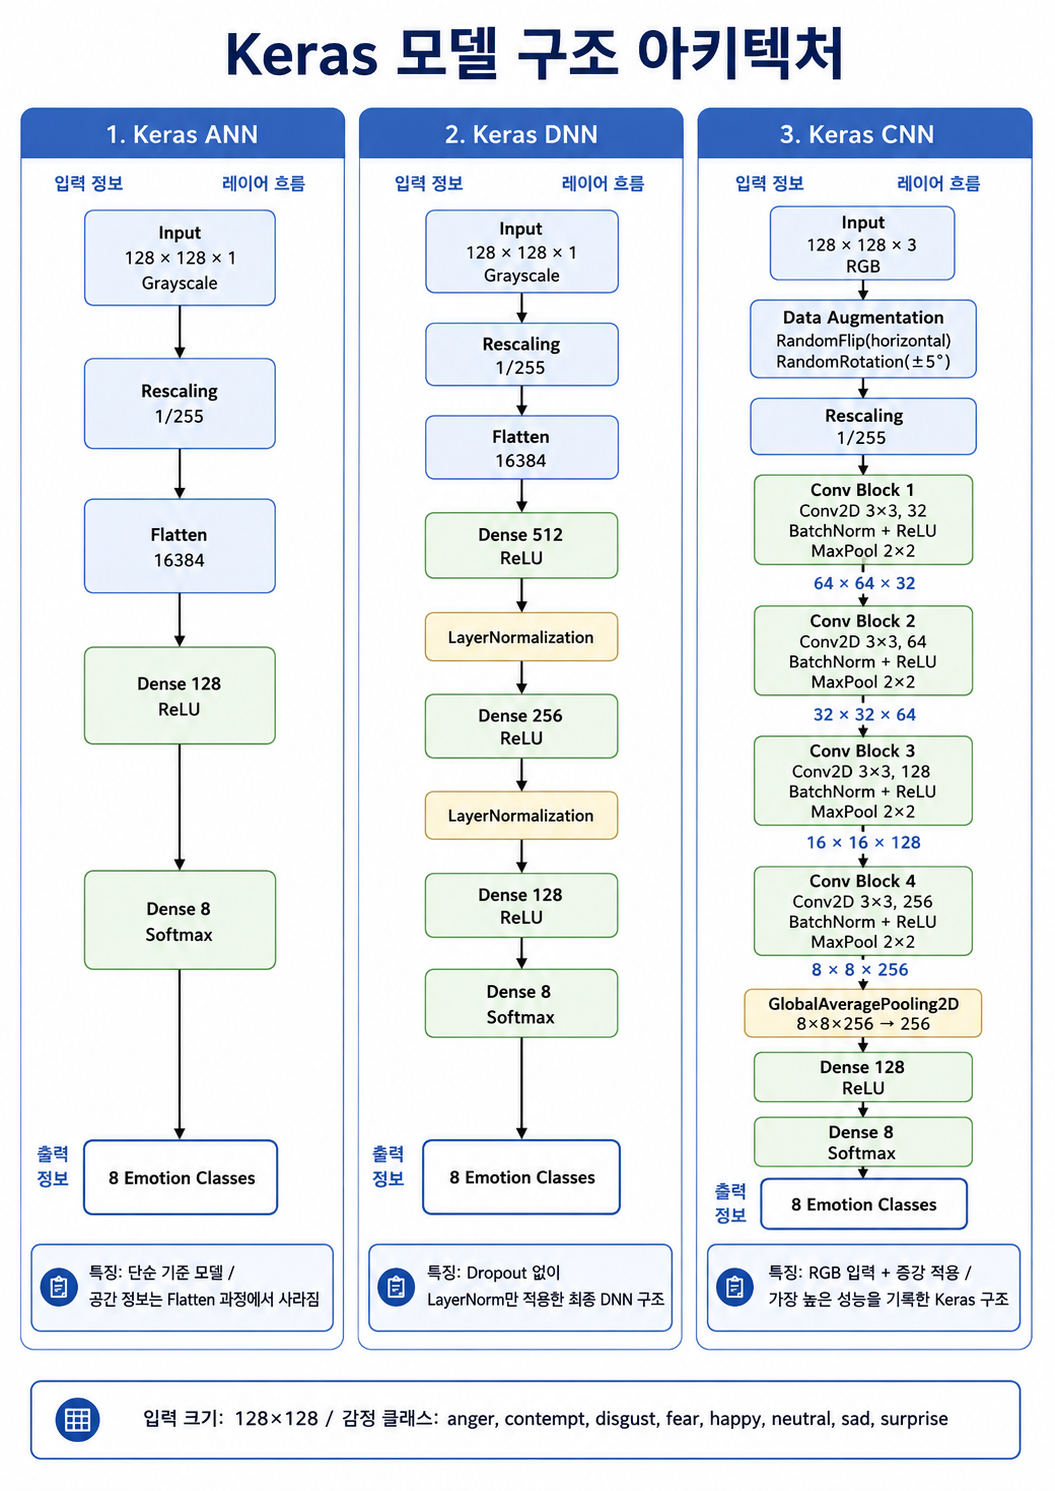 Keras 모델 구조 아키텍처
1. Keras ANN
입력 정보 레이어 흐름
Input
128 × 128 × 1
Grayscale
Rescaling
1/255
Flatten
16384
Dense 128
ReLU
Dense 8
Softmax
출력
정보
8 Emotion Classes
특징: 단순 기준 모델 /
공간 정보는 Flatten 과정에서 사라짐
2. Keras DNN
입력 정보 레이어 흐름
Input
128 × 128 × 1
Grayscale
Rescaling
1/255
Flatten
16384
Dense 512
ReLU
LayerNormalization
Dense 256
ReLU
LayerNormalization
Dense 128
ReLU
Dense 8
Softmax
출력
정보
8 Emotion Classes
특징: Dropout 없이
LayerNorm만 적용한 최종 DNN 구조
3. Keras CNN
입력 정보 레이어 흐름
Input
128 × 128 × 3
RGB
Data Augmentation
RandomFlip(horizontal)
RandomRotation(±5°)
Rescaling
1/255
Conv Block 1
Conv2D 3×3, 32
BatchNorm + ReLU
MaxPool 2×2
64 × 64 × 32
Conv Block 2
Conv2D 3×3, 64
BatchNorm + ReLU
MaxPool 2×2
32 × 32 × 64
Conv Block 3
Conv2D 3×3, 128
BatchNorm + ReLU
MaxPool 2×2
16 × 16 × 128
Conv Block 4
Conv2D 3×3, 256
BatchNorm + ReLU
MaxPool 2×2
8 × 8 × 256
GlobalAveragePooling2D
8×8×256 → 256
Dense 128
ReLU
Dense 8
Softmax
출력
정보
8 Emotion Classes
특징: RGB 입력 + 증강 적용 /
가장 높은 성능을 기록한 Keras 구조
입력 크기: 128×128 / 감정 클래스: anger, contempt, disgust, fear, happy, neutral, sad, surprise